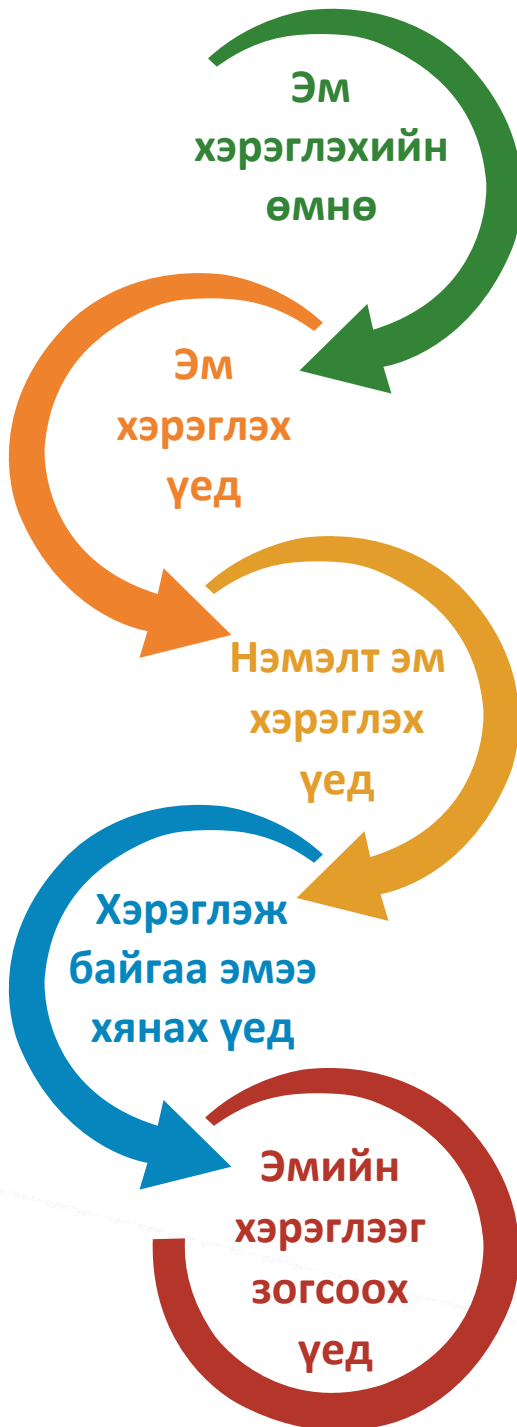 Эм
хэрэглэхийн
өмнө
Эм
хэрэглэх
үед
Нэмэлт эм
хэрэглэх
үед
Хэрэглэж
байгаа эмээ
хянах үед
Эмийн
хэрэглээг
зогсоох
үед